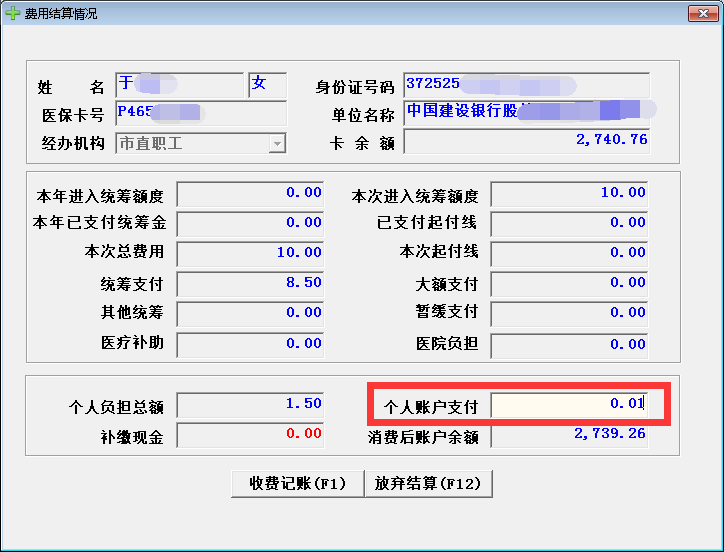 费用结算情况
姓 名 于 女 身份证号码 372525
医保卡号 P465 单位名称 中国建设银行股
经办机构 市直职工 卡 余 额 2,740.76
本年进入统筹额度 0.00 本次进入统筹额度 10.00
本年已支付统筹金 0.00 已支付起付线 0.00
本次总费用 10.00 本次起付线 0.00
统筹支付 8.50 大额支付 0.00
其他统筹 0.00 暂缓支付 0.00
医疗补助 0.00 医院负担 0.00
个人负担总额 1.50 个人账户支付 0.01
补缴现金 0.00 消费后账户余额 2,739.26
收费记账(F1) 放弃结算(F12)